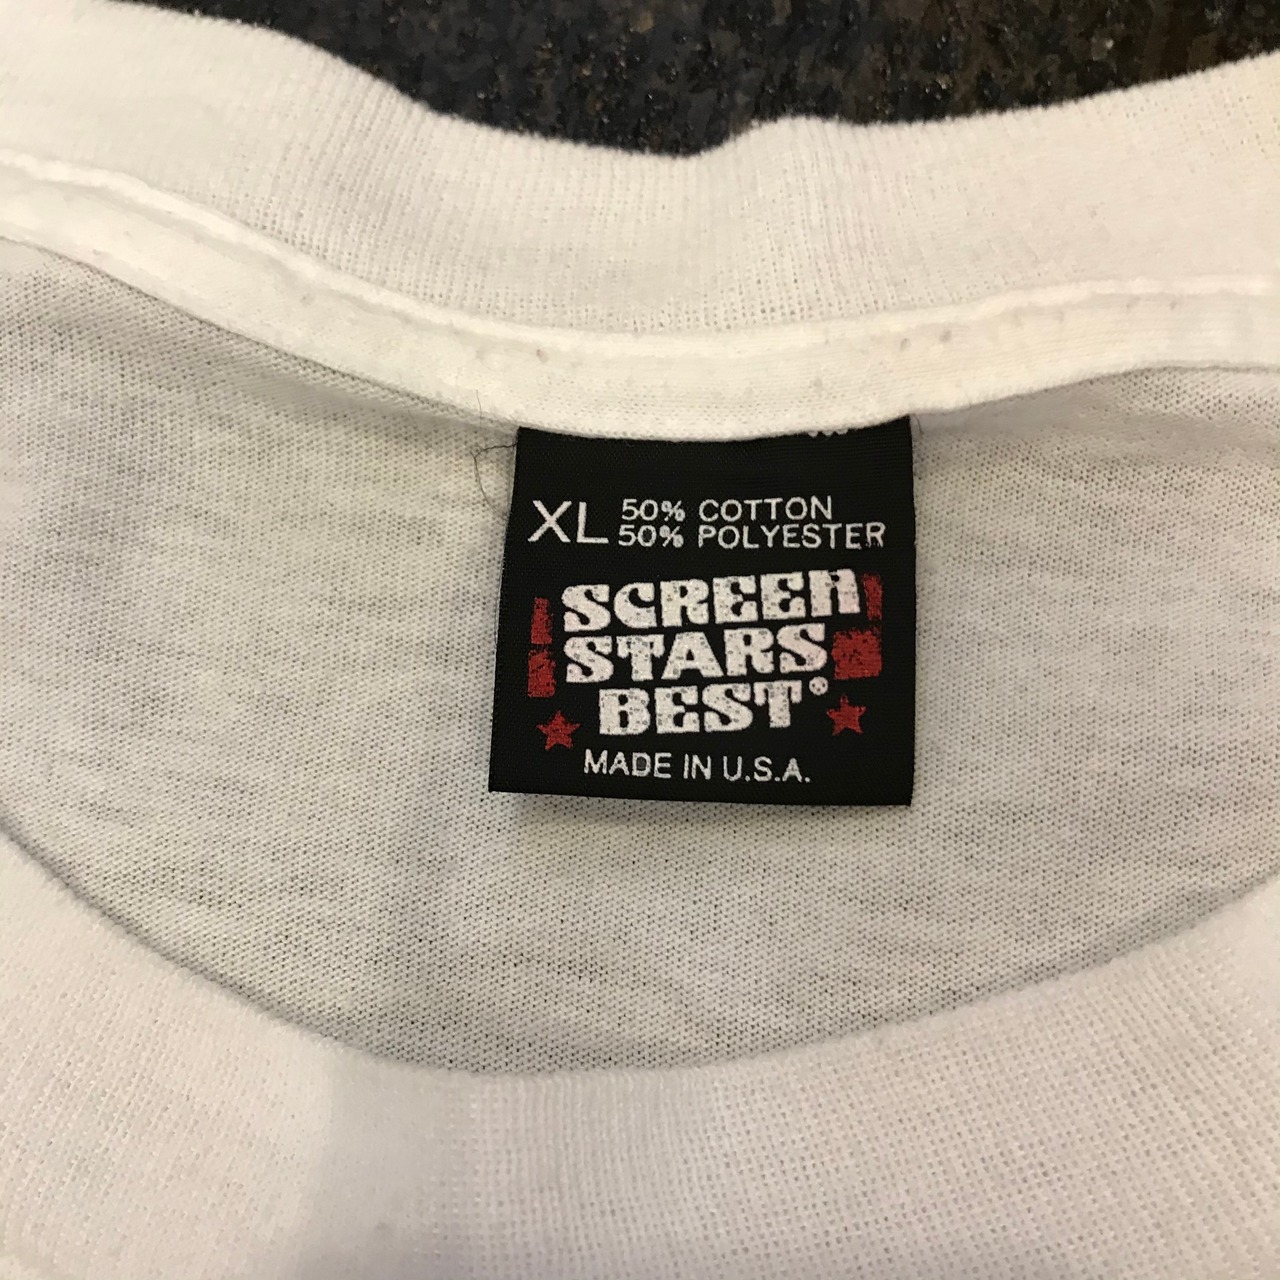 XL 50% COTTON
50% POLYESTER
SCREEN
STARS
BEST®
MADE IN U.S.A.